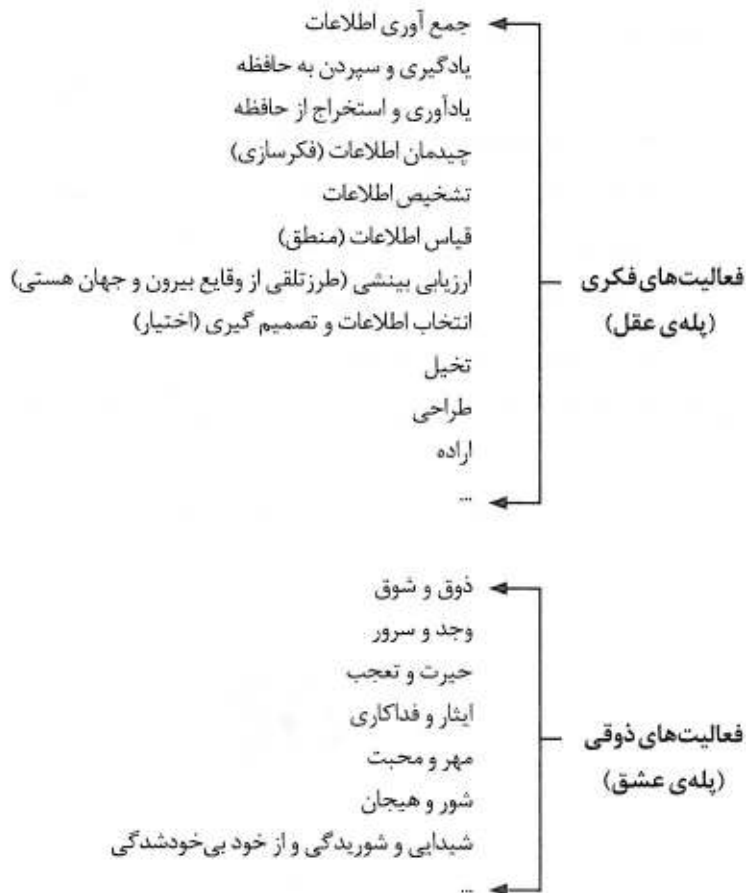 جمع آوری اطلاعات
یادگیری و سپردن به حافظه
یادآوری و استخراج از حافظه
چیدمان اطلاعات (فکرسازی)
تشخیص اطلاعات
قیاس اطلاعات (منطق)
فعالیت‌های فکری
ارزیابی بینشی (طرز تلقی از وقایع بیرون و جهان هستی)
(پله‌ی عقل)
انتخاب اطلاعات و تصمیم گیری (اختیار)
تخیل
طراحی
اراده
...
ذوق و شوق
وجد و سرور
حیرت و تعجب
ایثار و فداکاری
فعالیت‌های ذوقی
مهر و محبت
(پله‌ی عشق)
شور و هیجان
شیدایی و شوریدگی و از خود بی‌خودشدگی
...